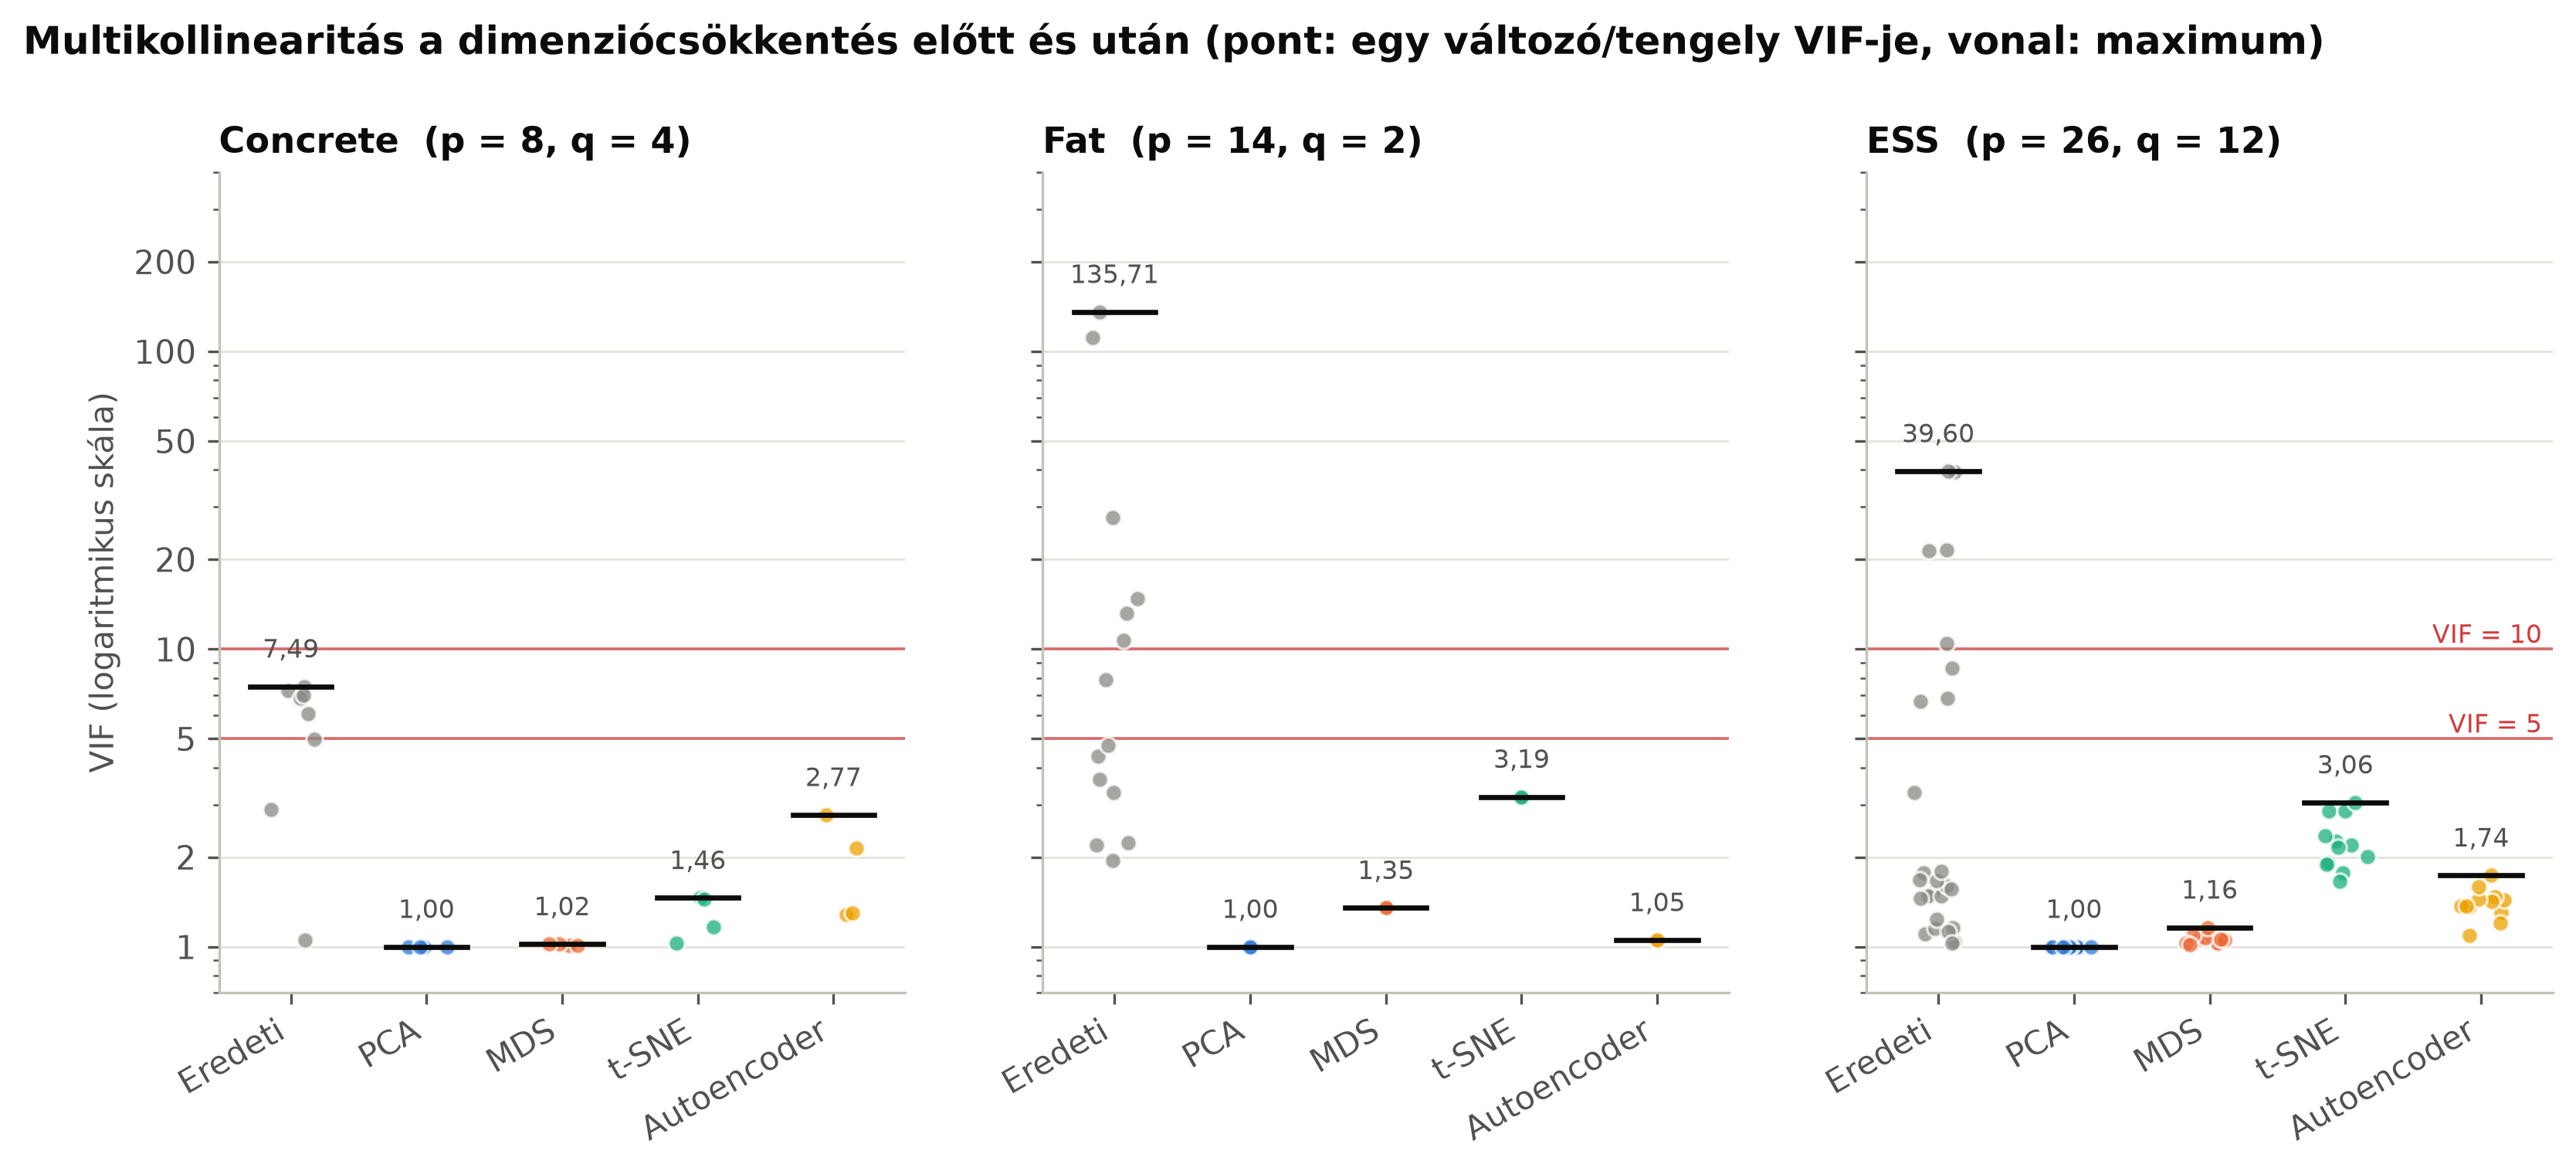 Multikollinearitás a dimenziócsökkentés előtt és után (pont: egy változó/tengely VIF-je, vonal: maximum)
Concrete (p = 8, q = 4)
VIF (logaritmikus skála)
200
100
50
20
10
5
2
1
7,49
1,00
1,02
1,46
2,77
Eredeti
PCA
MDS
t-SNE
Autoencoder
Fat (p = 14, q = 2)
135,71
1,00
1,35
3,19
1,05
Eredeti
PCA
MDS
t-SNE
Autoencoder
ESS (p = 26, q = 12)
39,60
VIF = 10
VIF = 5
1,00
1,16
3,06
1,74
Eredeti
PCA
MDS
t-SNE
Autoencoder